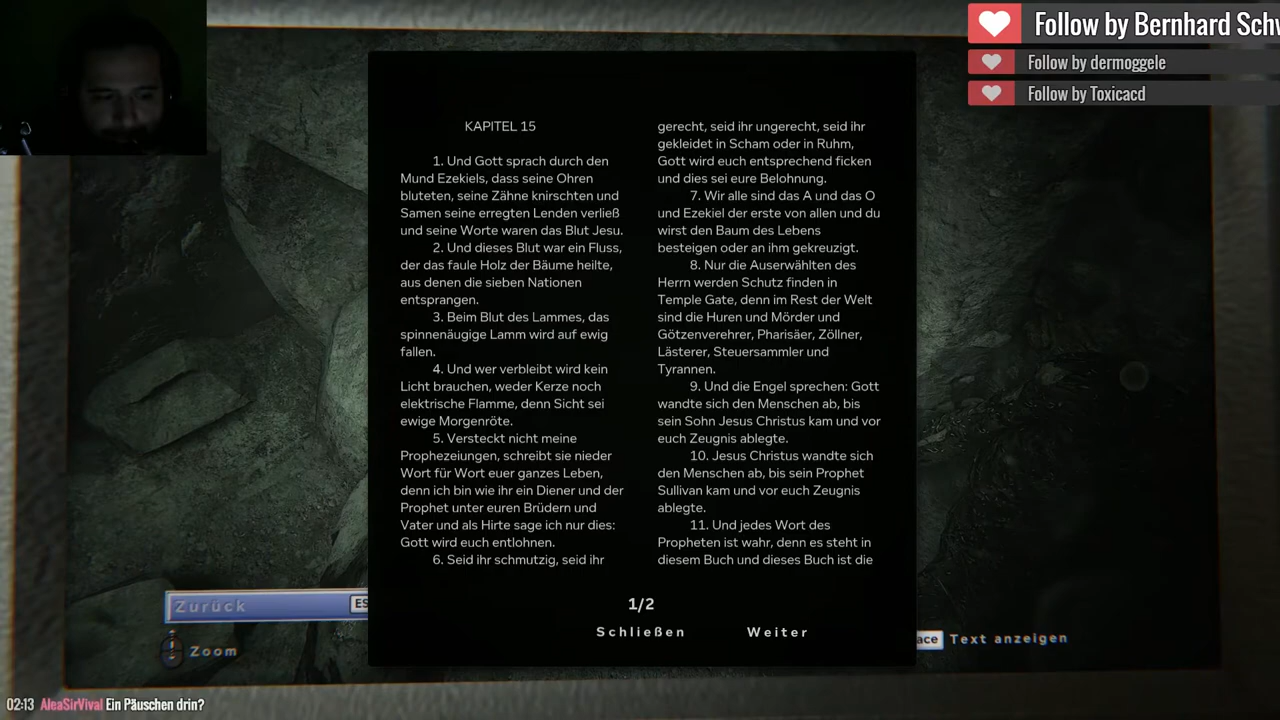 Follow by Bernhard
Follow by dermoggele
Follow by Toxicacd
KAPITEL 15
1. Und Gott sprach durch den
Mund Ezekiels, dass seine Ohren
bluteten, seine Zähne knirschten und
Samen seine erregten Lenden verließ
und seine Worte waren das Blut Jesu.
2. Und dieses Blut war ein Fluss,
der das faule Holz der Bäume heilte,
aus denen die sieben Nationen
entsprangen.
3. Beim Blut des Lammes, das
spinnenäugige Lamm wird auf ewig
fallen.
4. Und wer verbleibt wird kein
Licht brauchen, weder Kerze noch
elektrische Flamme, denn Sicht sei
ewige Morgenröte.
5. Versteckt nicht meine
Prophezeiungen, schreibt sie nieder
Wort für Wort euer ganzes Leben,
denn ich bin wie ihr ein Diener und der
Prophet unter euren Brüdern und
Vater und als Hirte sage ich nur dies:
Gott wird euch entlohnen.
6. Seid ihr schmutzig, seid ihr
gerecht, seid ihr ungerecht, seid ihr
gekleidet in Scham oder in Ruhm,
Gott wird euch entsprechend ficken
und dies sei eure Belohnung.
7. Wir alle sind das A und das O
und Ezekiel der erste von allen und du
wirst den Baum des Lebens
besteigen oder an ihm gekreuzigt.
8. Nur die Auserwählten des
Herrn werden Schutz finden in
Temple Gate, denn im Rest der Welt
sind die Huren und Mörder und
Götzenverehrer, Pharisäer, Zöllner,
Lästerer, Steuersammler und
Tyrannen.
9. Und die Engel sprechen: Gott
wandte sich den Menschen ab, bis
sein Sohn Jesus Christus kam und vor
euch Zeugnis ablegte.
10. Jesus Christus wandte sich
den Menschen ab, bis sein Prophet
Sullivan kam und vor euch Zeugnis
ablegte.
11. Und jedes Wort des
Propheten ist wahr, denn es steht in
diesem Buch und dieses Buch ist die
1/2
Schließen Weiter
Zurück ES
Zoom
ace Text anzeigen
02:13 AleaSirVival Ein Päuschen drin?